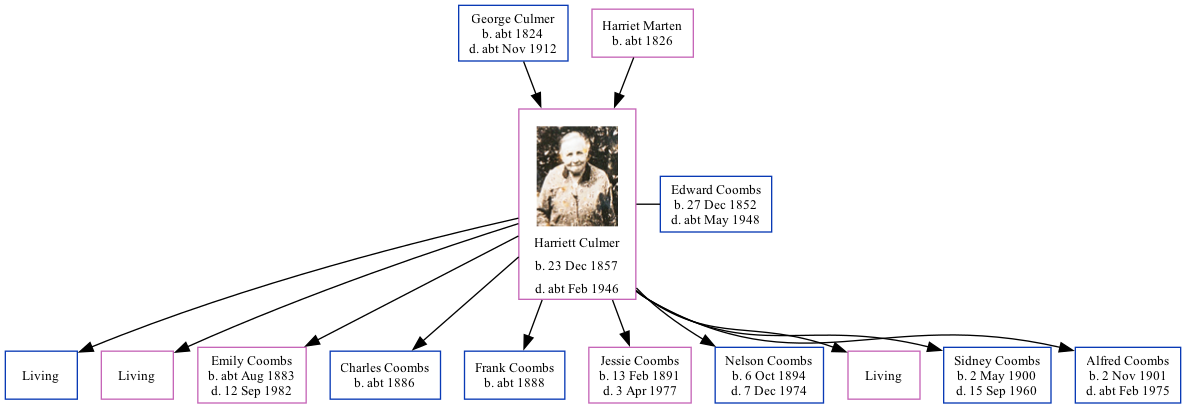 George Culmer
b. abt 1824
d. abt Nov 1912
Harriet Marten
b. abt 1826
Harriett Culmer
b. 23 Dec 1857
d. abt Feb 1946
Edward Coombs
b. 27 Dec 1852
d. abt May 1948
Living
Living
Emily Coombs
b. abt Aug 1883
d. 12 Sep 1982
Charles Coombs
b. abt 1886
Frank Coombs
b. abt 1888
Jessie Coombs
b. 13 Feb 1891
d. 3 Apr 1977
Nelson Coombs
b. 6 Oct 1894
d. 7 Dec 1974
Living
Sidney Coombs
b. 2 May 1900
d. 15 Sep 1960
Alfred Coombs
b. 2 Nov 1901
d. abt Feb 1975